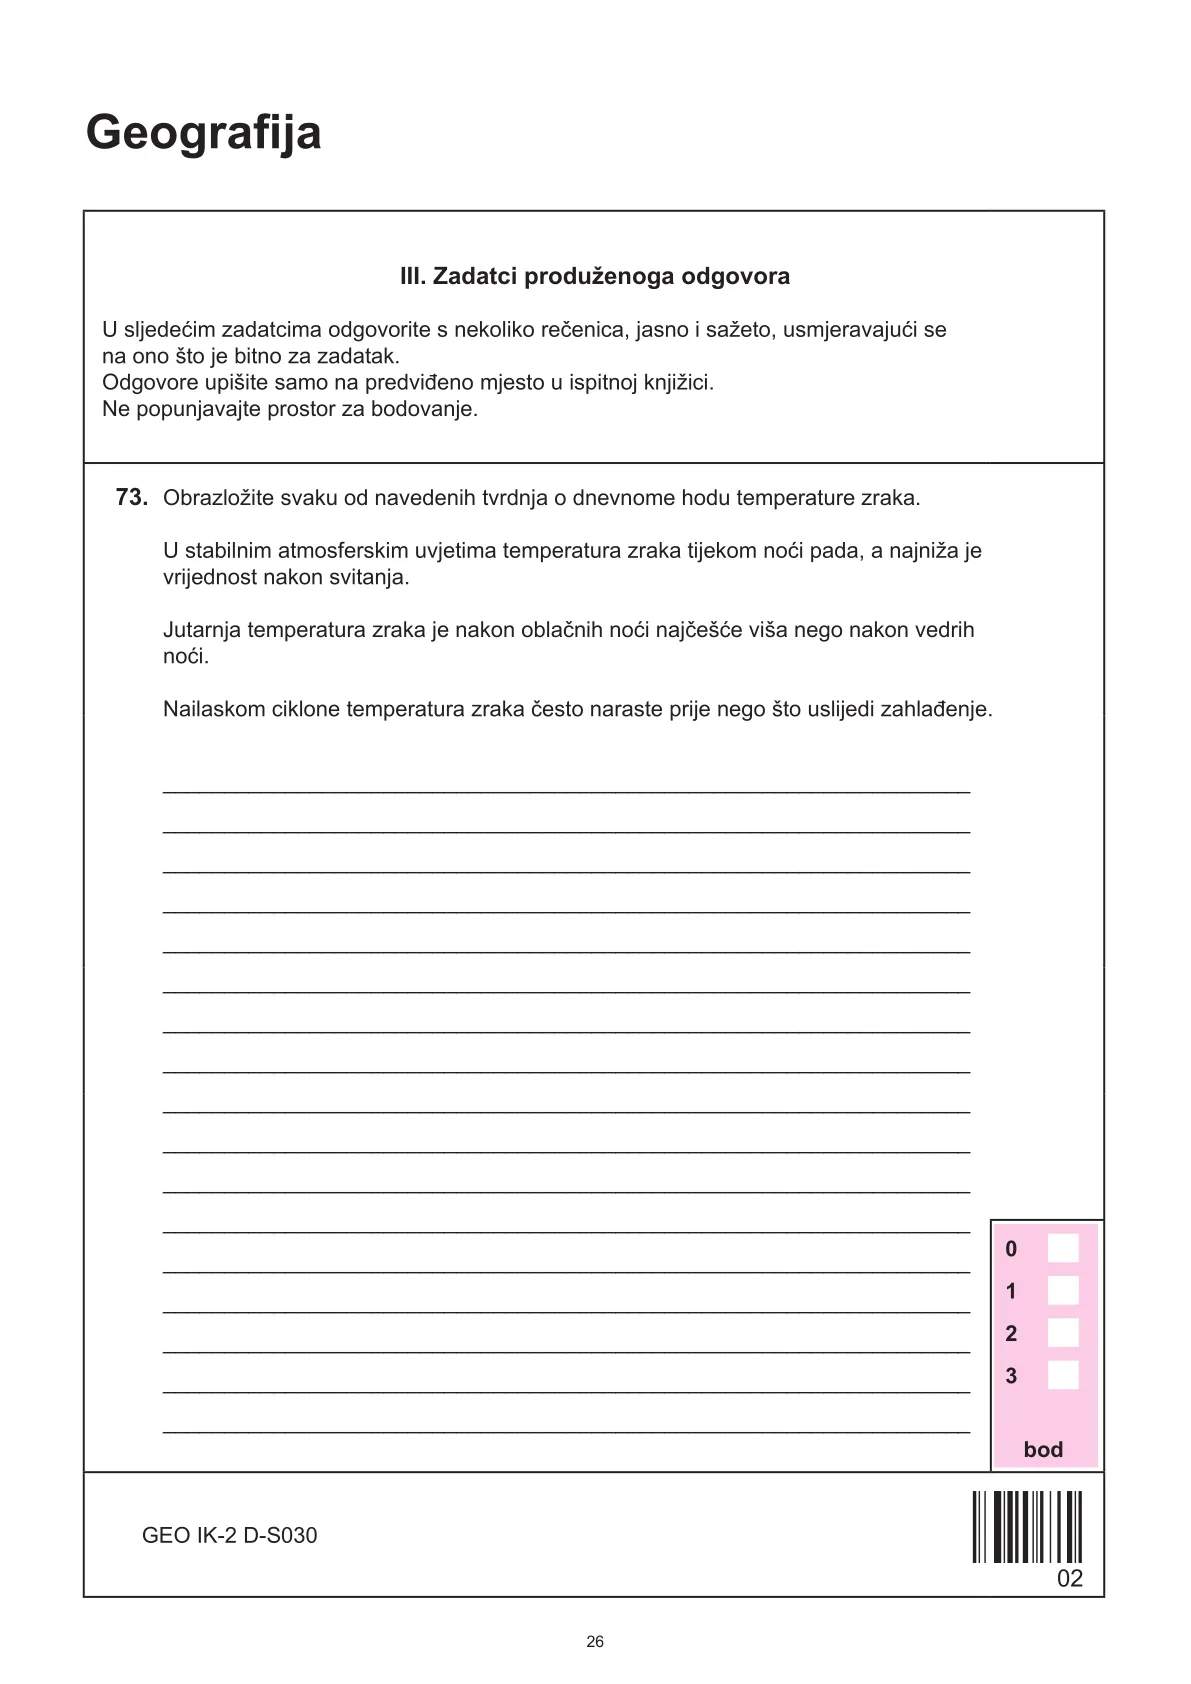 Geografija
III. Zadatci produženoga odgovora
U sljedećim zadatcima odgovorite s nekoliko rečenica, jasno i sažeto, usmjeravajući se
na ono što je bitno za zadatak.
Odgovore upišite samo na predviđeno mjesto u ispitnoj knjižici.
Ne popunjavajte prostor za bodovanje.
73. Obrazložite svaku od navedenih tvrdnja o dnevnome hodu temperature zraka.
U stabilnim atmosferskim uvjetima temperatura zraka tijekom noći pada, a najniža je
vrijednost nakon svitanja.
Jutarnja temperatura zraka je nakon oblačnih noći najčešće viša nego nakon vedrih
noći.
Nailaskom ciklone temperatura zraka često naraste prije nego što uslijedi zahlađenje.
0
1
2
3
bod
GEO IK-2 D-S030
02
26